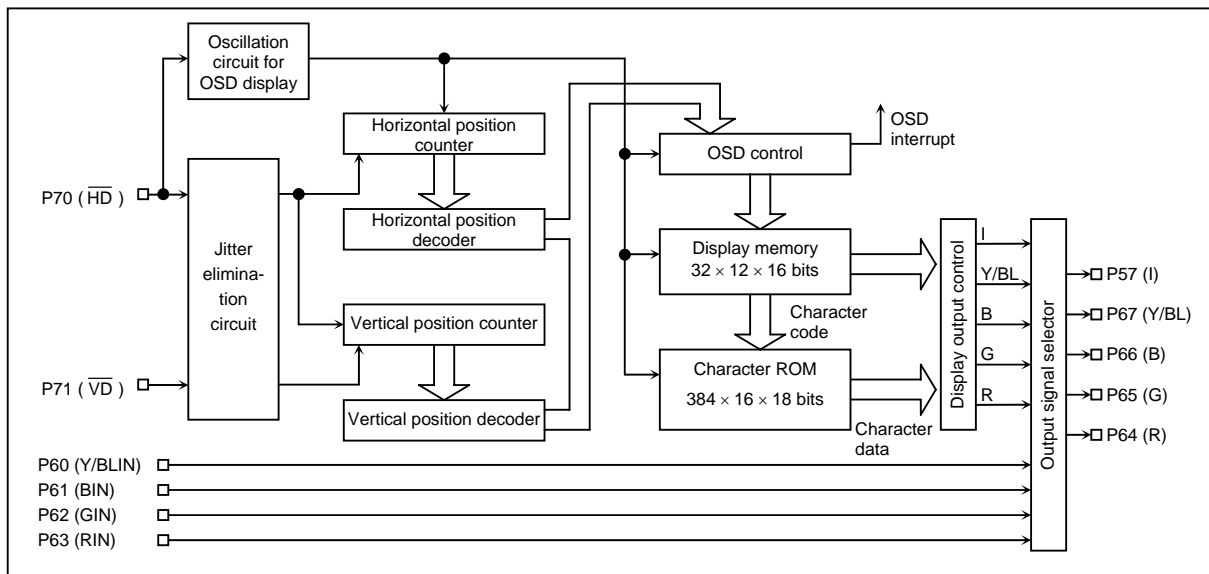 Oscillation
circuit for
OSD display
Horizontal position
counter
OSD control
OSD
interrupt
P70 ( H̅D̅ )
Jitter
elimina-
tion
circuit
Horizontal position
decoder
Display memory
32 × 12 × 16 bits
Character
code
Vertical position counter
Character ROM
384 × 16 × 18 bits
Character
data
P71 ( V̅D̅ )
Vertical position decoder
Display output control
I
Y/BL
B
G
R
Output signal selector
P57 (I)
P67 (Y/BL)
P66 (B)
P65 (G)
P64 (R)
P60 (Y/BLIN)
P61 (BIN)
P62 (GIN)
P63 (RIN)